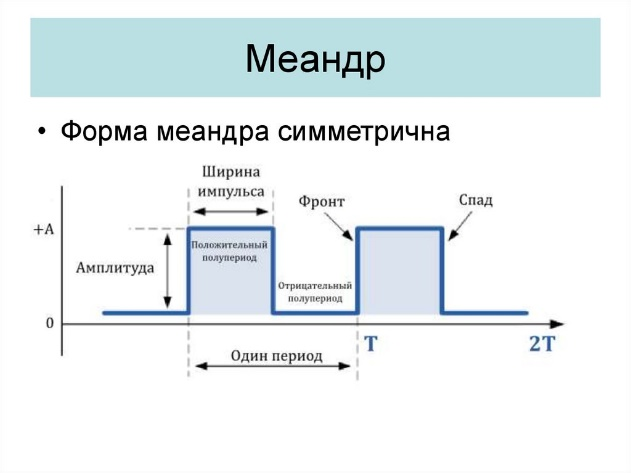 Меандр
• Форма меандра симметрична
Ширина
импульса
Фронт
Спад
+А
Положительный
полупериод
Амплитуда
Отрицательный
полупериод
0
T
2T
Один период